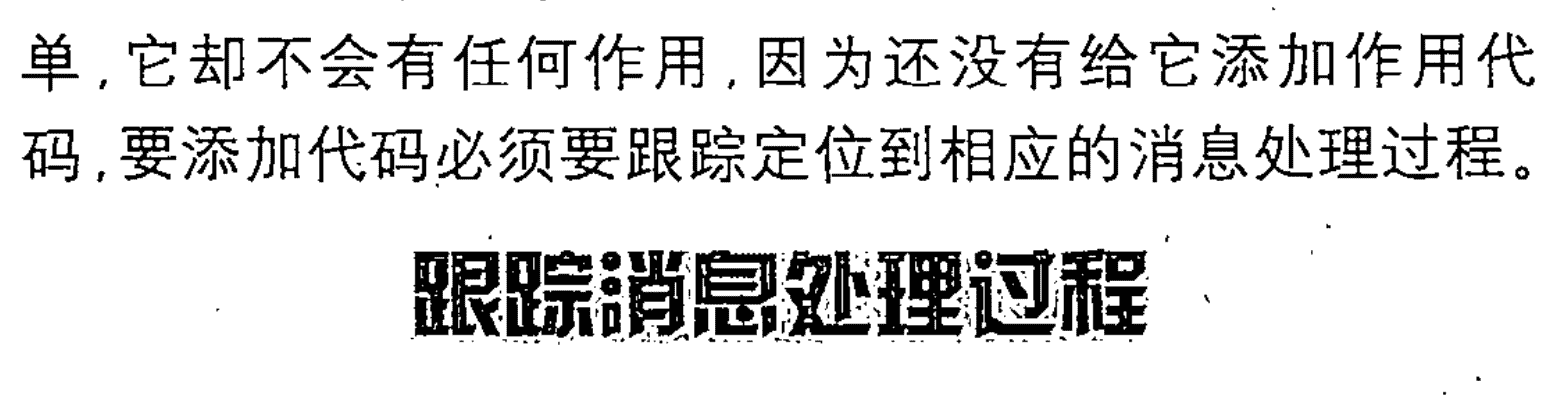 单,它却不会有任何作用,因为还没有给它添加作用代
码,要添加代码必须要跟踪定位到相应的消息处理过程。
跟踪消息处理过程